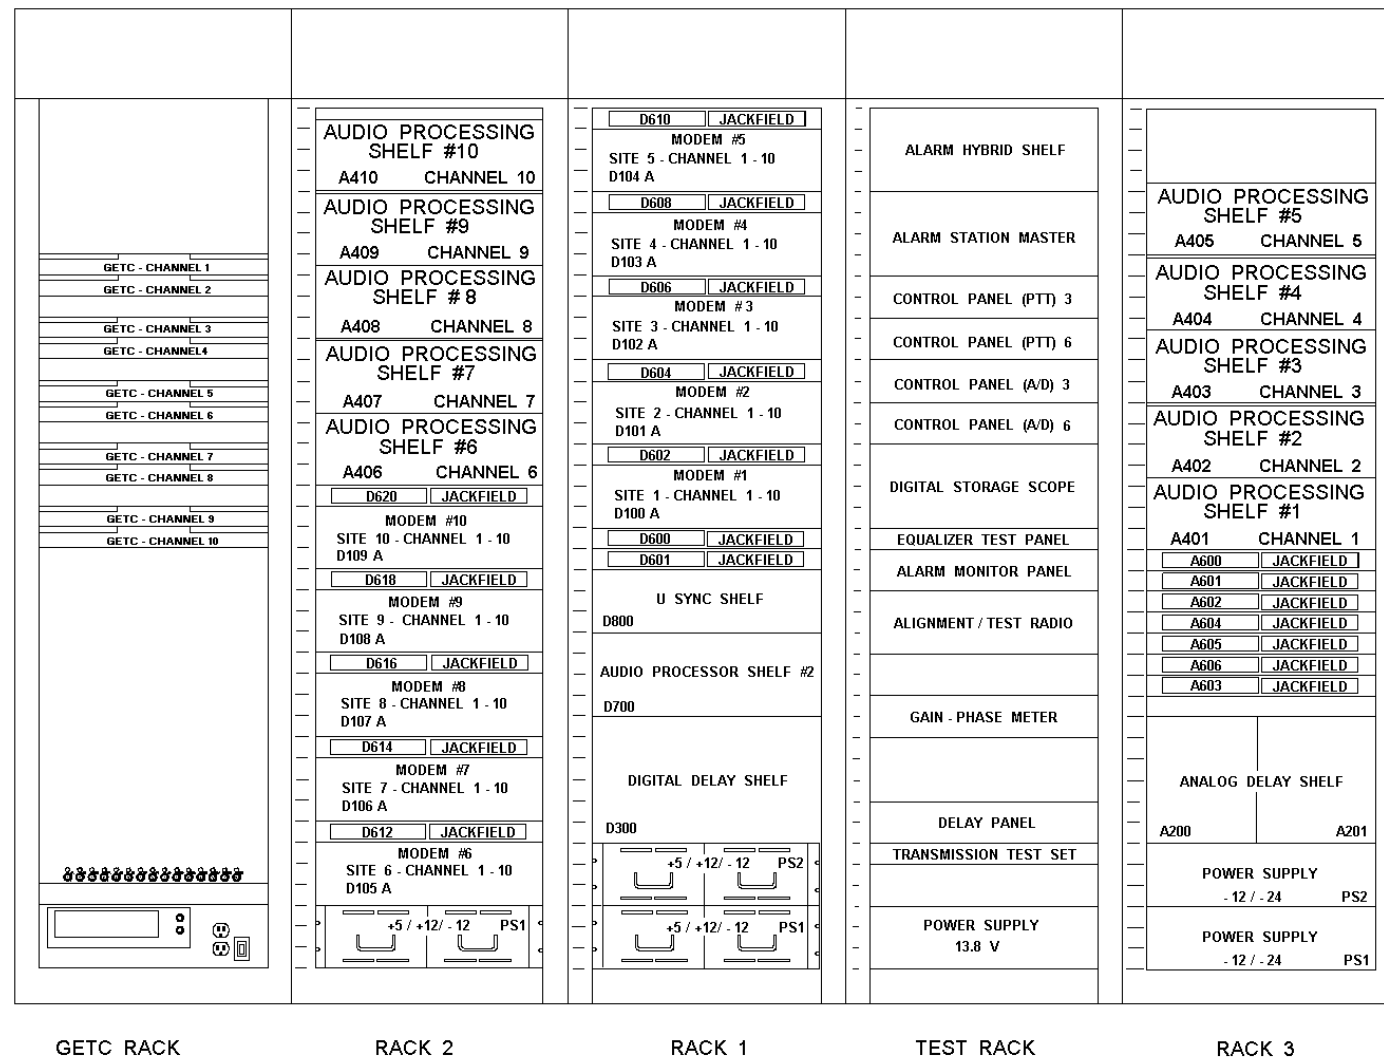 GETC - CHANNEL 1
GETC - CHANNEL 2
GETC - CHANNEL 3
GETC - CHANNEL4
GETC - CHANNEL 5
GETC - CHANNEL 6
GETC - CHANNEL 7
GETC - CHANNEL 8
GETC - CHANNEL 9
GETC - CHANNEL 10
GETC RACK
AUDIO PROCESSING
SHELF #10
A410 CHANNEL 10
AUDIO PROCESSING
SHELF #9
A409 CHANNEL 9
AUDIO PROCESSING
SHELF # 8
A408 CHANNEL 8
AUDIO PROCESSING
SHELF #7
A407 CHANNEL 7
AUDIO PROCESSING
SHELF #6
A406 CHANNEL 6
D620 JACKFIELD
MODEM #10
SITE 10 - CHANNEL 1 - 10
D109 A
D618 JACKFIELD
MODEM #9
SITE 9 - CHANNEL 1 - 10
D108 A
D616 JACKFIELD
MODEM #8
SITE 8 - CHANNEL 1 - 10
D107 A
D614 JACKFIELD
MODEM #7
SITE 7 - CHANNEL 1 - 10
D106 A
D612 JACKFIELD
MODEM #6
SITE 6 - CHANNEL 1 - 10
D105 A
+5 / +12/ - 12 PS1
RACK 2
D610 JACKFIELD
MODEM #5
SITE 5 - CHANNEL 1 - 10
D104 A
D608 JACKFIELD
MODEM #4
SITE 4 - CHANNEL 1 - 10
D103 A
D606 JACKFIELD
MODEM # 3
SITE 3 - CHANNEL 1 - 10
D102 A
D604 JACKFIELD
MODEM #2
SITE 2 - CHANNEL 1 - 10
D101 A
D602 JACKFIELD
MODEM #1
SITE 1 - CHANNEL 1 - 10
D100 A
D600 JACKFIELD
D601 JACKFIELD
U SYNC SHELF
D800
AUDIO PROCESSOR SHELF #2
D700
DIGITAL DELAY SHELF
D300
+5 / +12/ - 12 PS2
+5 / +12/ - 12 PS1
RACK 1
ALARM HYBRID SHELF
ALARM STATION MASTER
CONTROL PANEL (PTT) 3
CONTROL PANEL (PTT) 6
CONTROL PANEL (A/D) 3
CONTROL PANEL (A/D) 6
DIGITAL STORAGE SCOPE
EQUALIZER TEST PANEL
ALARM MONITOR PANEL
ALIGNMENT / TEST RADIO
GAIN - PHASE METER
DELAY PANEL
TRANSMISSION TEST SET
POWER SUPPLY
13.8 V
TEST RACK
AUDIO PROCESSING
SHELF #5
A405 CHANNEL 5
AUDIO PROCESSING
SHELF #4
A404 CHANNEL 4
AUDIO PROCESSING
SHELF #3
A403 CHANNEL 3
AUDIO PROCESSING
SHELF #2
A402 CHANNEL 2
AUDIO PROCESSING
SHELF #1
A401 CHANNEL 1
A600 JACKFIELD
A601 JACKFIELD
A602 JACKFIELD
A604 JACKFIELD
A605 JACKFIELD
A606 JACKFIELD
A603 JACKFIELD
ANALOG DELAY SHELF
A200 A201
POWER SUPPLY
- 12 / - 24 PS2
POWER SUPPLY
- 12 / - 24 PS1
RACK 3